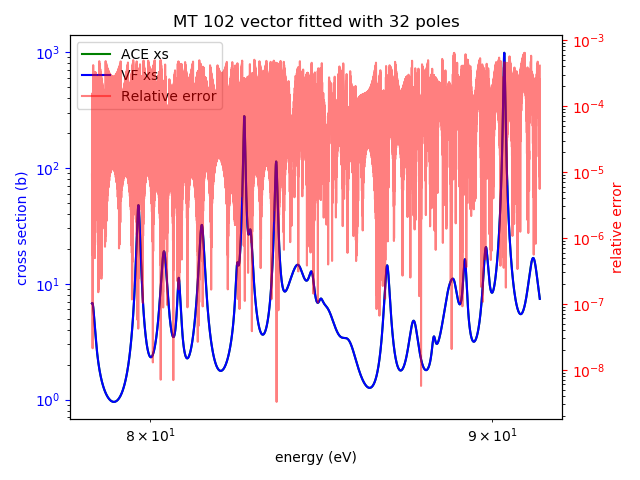 MT 102 vector fitted with 32 poles
ACE xs
VF xs
Relative error
cross section (b)
10³
10²
10¹
10⁰
relative error
10⁻³
10⁻⁴
10⁻⁵
10⁻⁶
10⁻⁷
10⁻⁸
8 × 10¹
9 × 10¹
energy (eV)